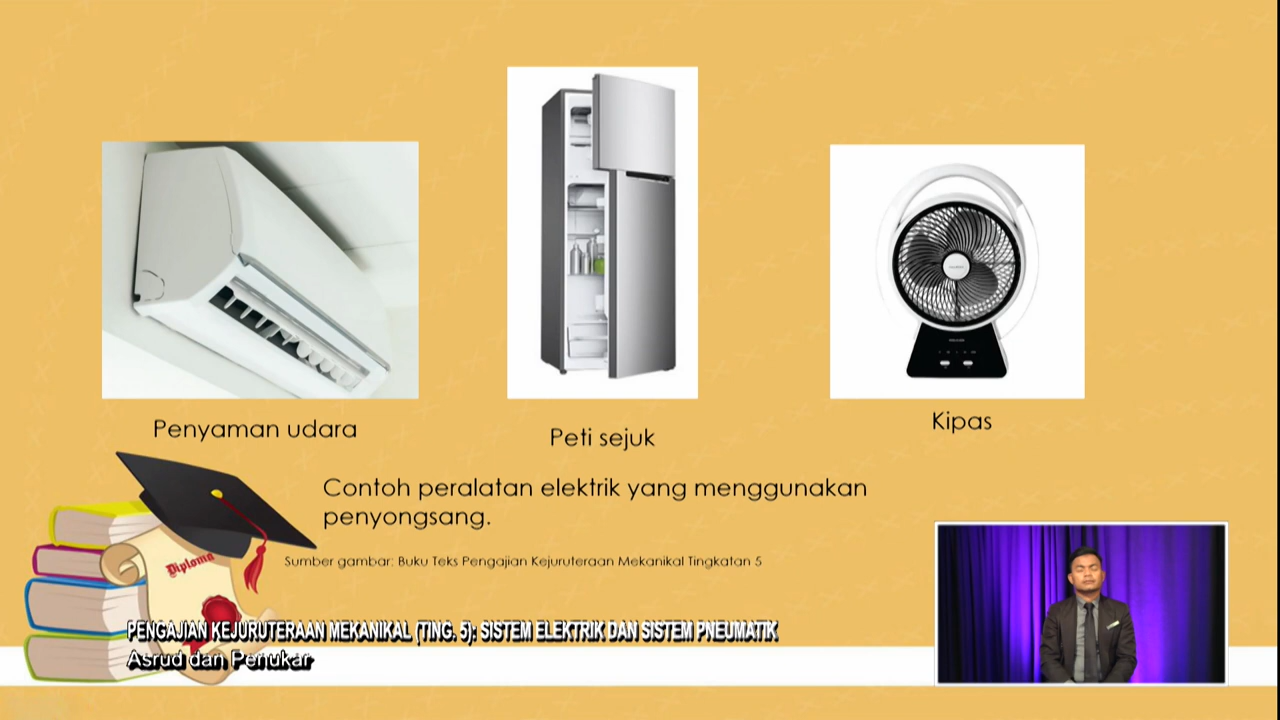 Penyaman udara
Peti sejuk
Kipas
Contoh peralatan elektrik yang menggunakan
penyongsang.
Sumber gambar: Buku Teks Pengajian Kejuruteraan Mekanikal Tingkatan 5
Diploma
PENGAJIAN KEJURUTERAAN MEKANIKAL (TING. 5): SISTEM ELEKTRIK DAN SISTEM PNEUMATIK
Asrud dan Penukar